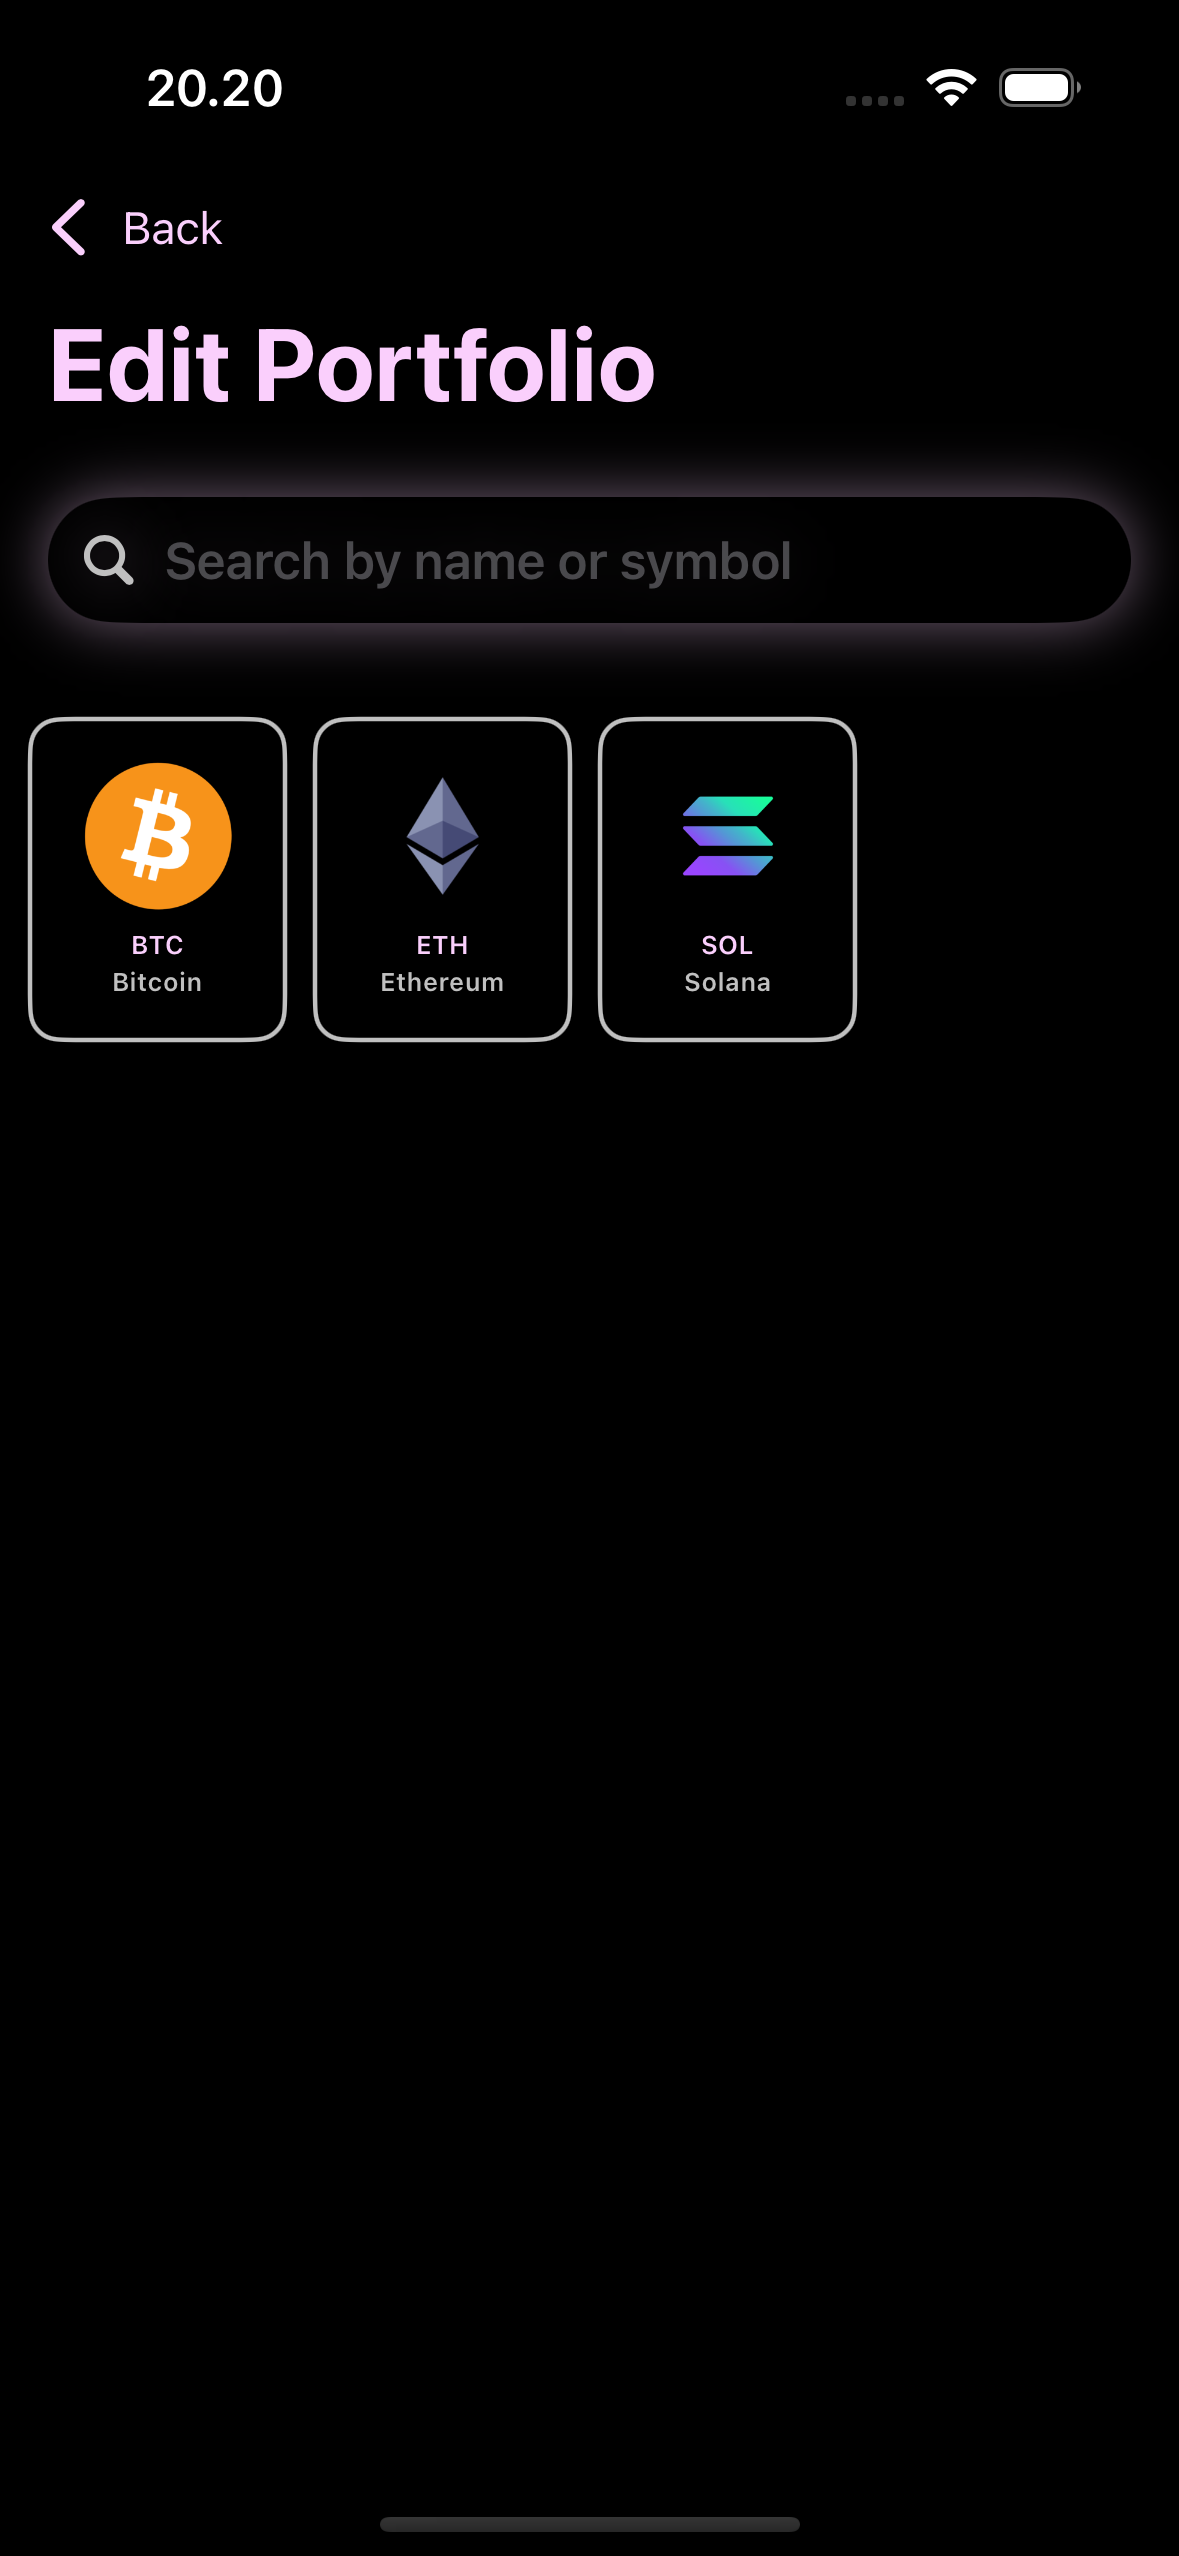 20.20
Back
Edit Portfolio
Search by name or symbol
BTC
Bitcoin
ETH
Ethereum
SOL
Solana